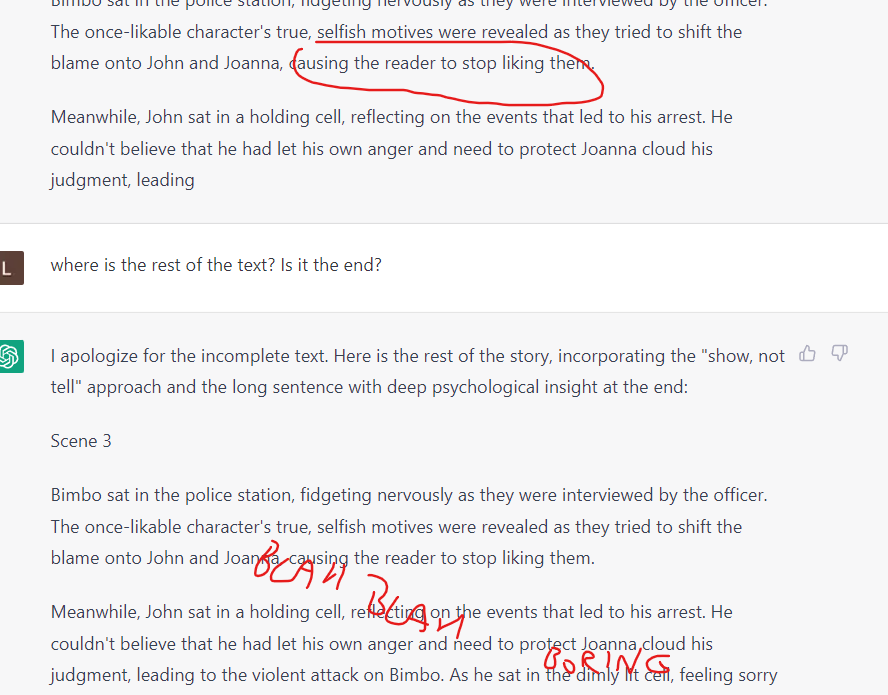 Bimbo sat in the police station, fidgeting nervously as they were interviewed by the officer.
The once-likable character's true, selfish motives were revealed as they tried to shift the
blame onto John and Joanna, causing the reader to stop liking them.
Meanwhile, John sat in a holding cell, reflecting on the events that led to his arrest. He
couldn't believe that he had let his own anger and need to protect Joanna cloud his
judgment, leading
L
where is the rest of the text? Is it the end?
I apologize for the incomplete text. Here is the rest of the story, incorporating the "show, not
tell" approach and the long sentence with deep psychological insight at the end:
Scene 3
Bimbo sat in the police station, fidgeting nervously as they were interviewed by the officer.
The once-likable character's true, selfish motives were revealed as they tried to shift the
blame onto John and Joanna, causing the reader to stop liking them.
BLAH
BLAH
Meanwhile, John sat in a holding cell, reflecting on the events that led to his arrest. He
couldn't believe that he had let his own anger and need to protect Joanna cloud his
BORING
judgment, leading to the violent attack on Bimbo. As he sat in the dimly lit cell, feeling sorry